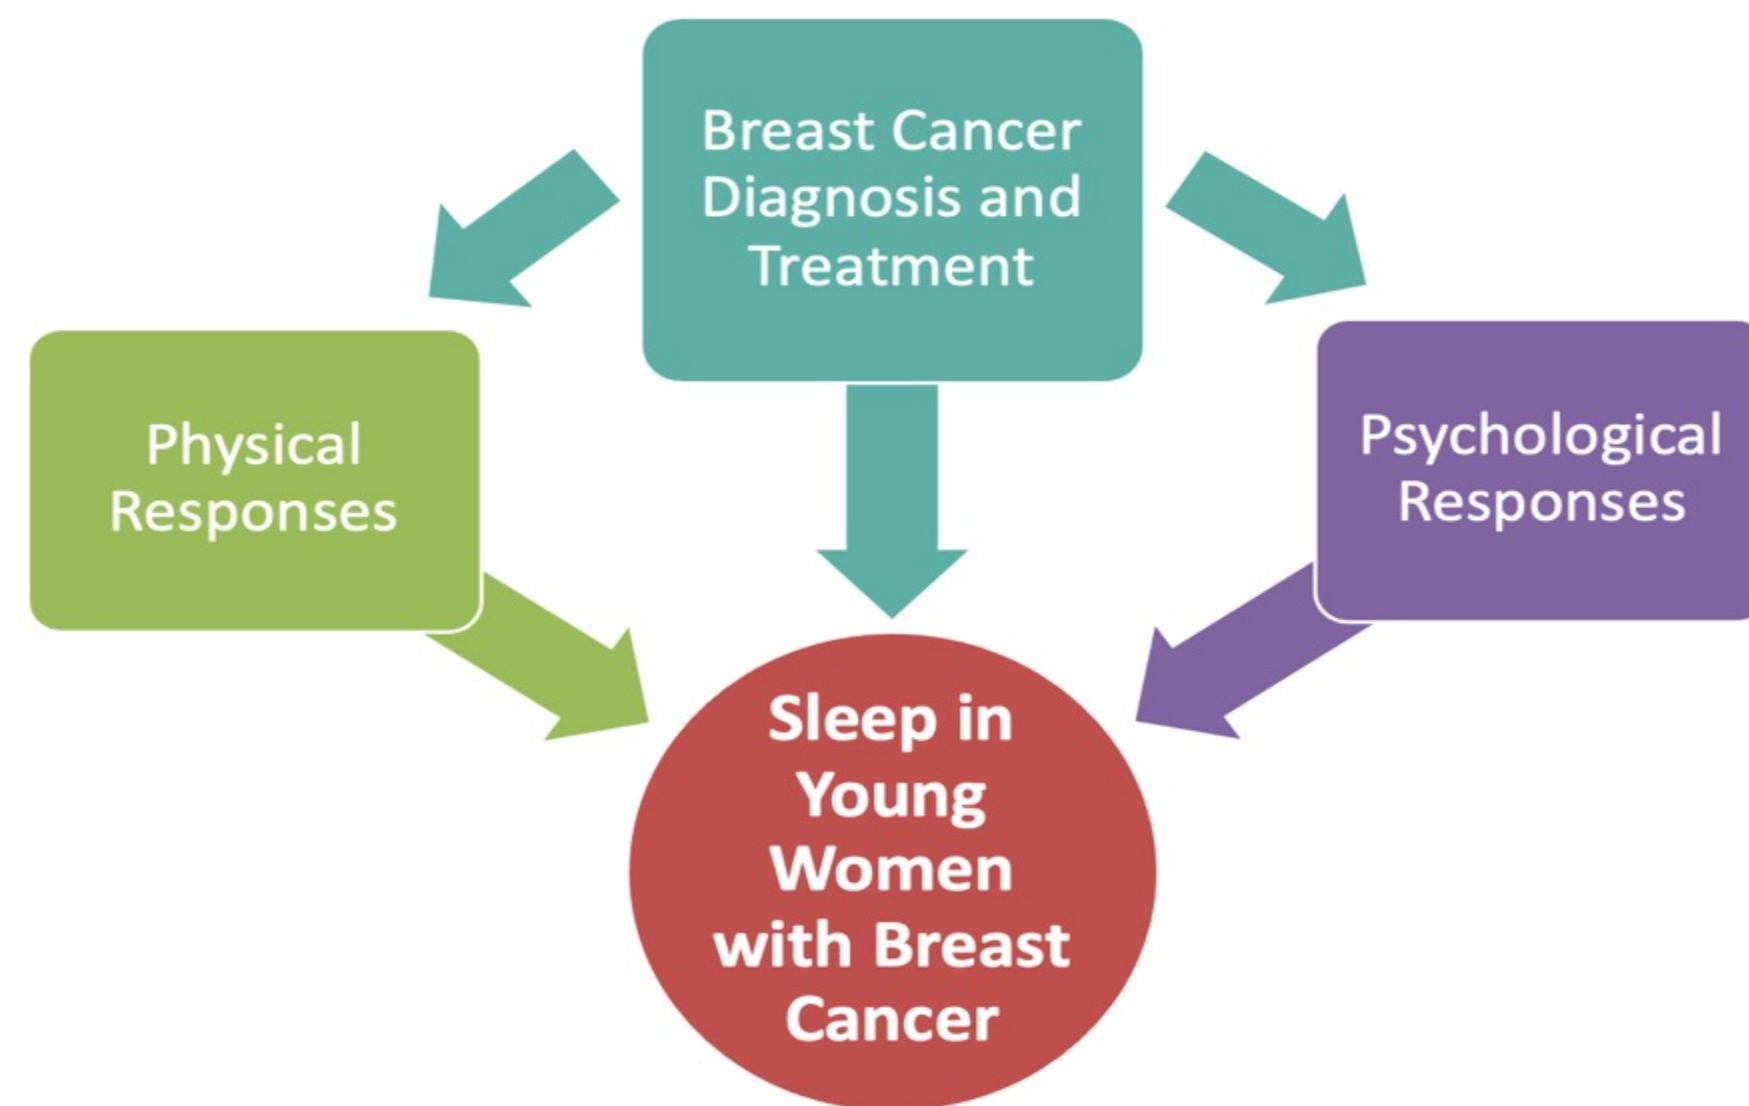 Breast Cancer
Diagnosis and
Treatment
Physical
Responses
Psychological
Responses
Sleep in
Young
Women
with Breast
Cancer